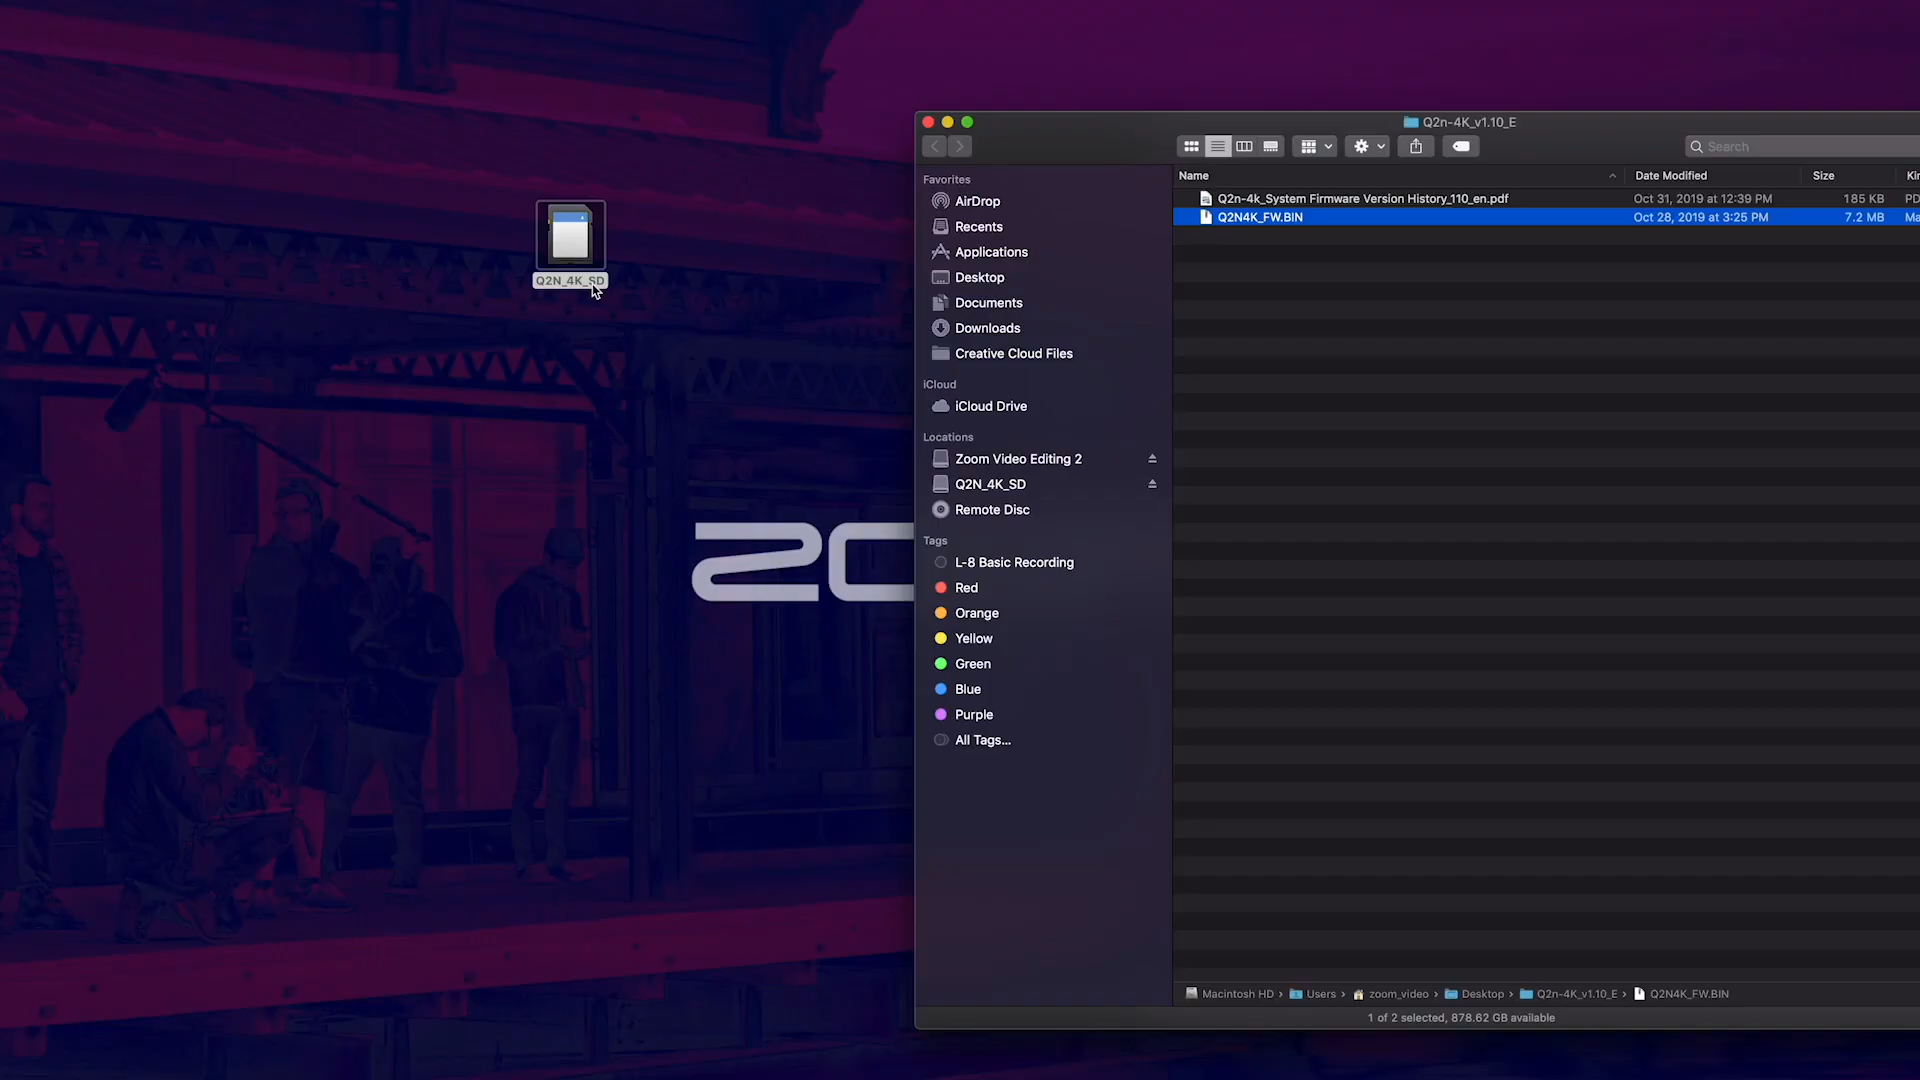 Q2N_4K_SD
Q2n-4K_v1.10_E
Search
Name
Date Modified
Size
Q2n-4k_System Firmware Version History_110_en.pdf
Oct 31, 2019 at 12:39 PM
185 KB
Q2N4K_FW.BIN
Oct 28, 2019 at 3:25 PM
7.2 MB
Favorites
AirDrop
Recents
Applications
Desktop
Documents
Downloads
Creative Cloud Files
iCloud
iCloud Drive
Locations
Zoom Video Editing 2
Q2N_4K_SD
Remote Disc
Tags
L-8 Basic Recording
Red
Orange
Yellow
Green
Blue
Purple
All Tags...
Macintosh HD › Users › zoom_video › Desktop › Q2n-4K_v1.10_E › Q2N4K_FW.BIN
1 of 2 selected, 878.62 GB available